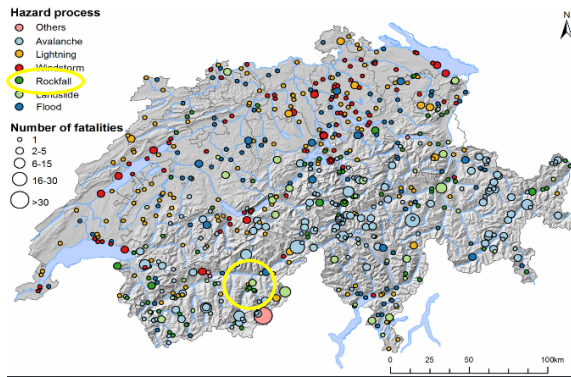 Hazard process
Others
Avalanche
Lightning
Windstorm
Rockfall
Landslide
Flood
Number of fatalities
1
2-5
6-15
16-30
>30
N
0 25 50 100km